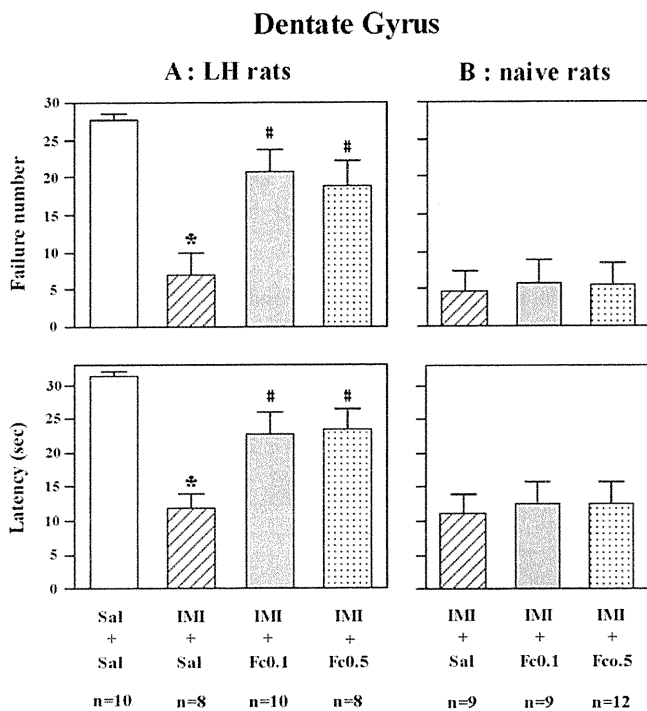 Dentate Gyrus
A : LH rats
B : naive rats
Failure number
30
25
20
15
10
5
0
*
#
#
Latency (sec)
30
25
20
15
10
5
0
*
#
#
Sal IMI IMI IMI IMI IMI IMI
+ + + + + + +
Sal Sal Fc0.1 Fc0.5 Sal Fc0.1 Fco.5
n=10 n=8 n=10 n=8 n=9 n=9 n=12